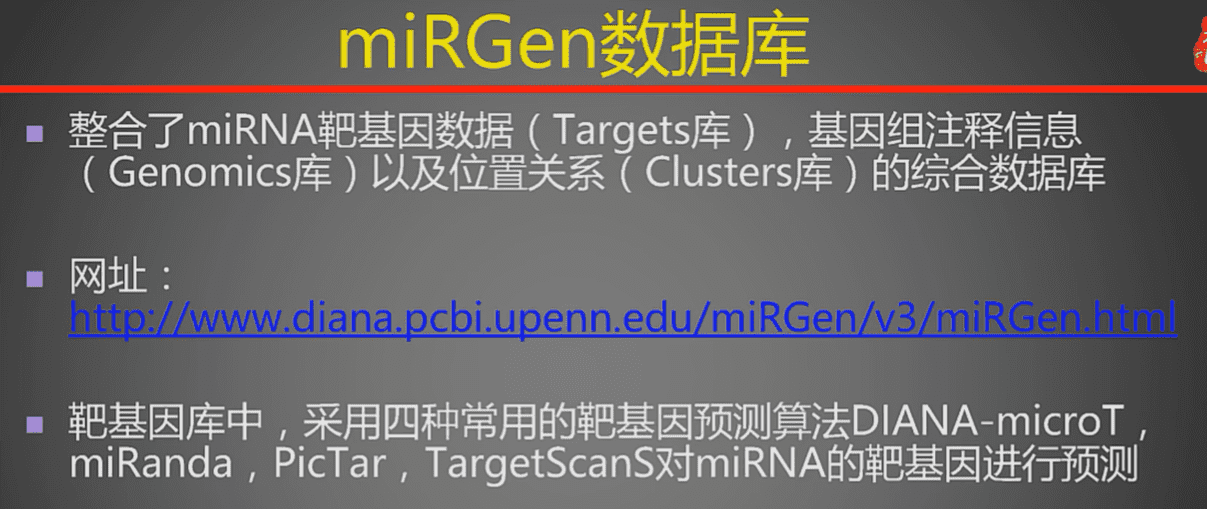 miRGen数据库
整合了miRNA靶基因数据（Targets库），基因组注释信息
（Genomics库）以及位置关系（Clusters库）的综合数据库
网址：
http://www.diana.pcbi.upenn.edu/miRGen/v3/miRGen.html
靶基因库中，采用四种常用的靶基因预测算法DIANA-microT，
miRanda，PicTar，TargetScanS对miRNA的靶基因进行预测